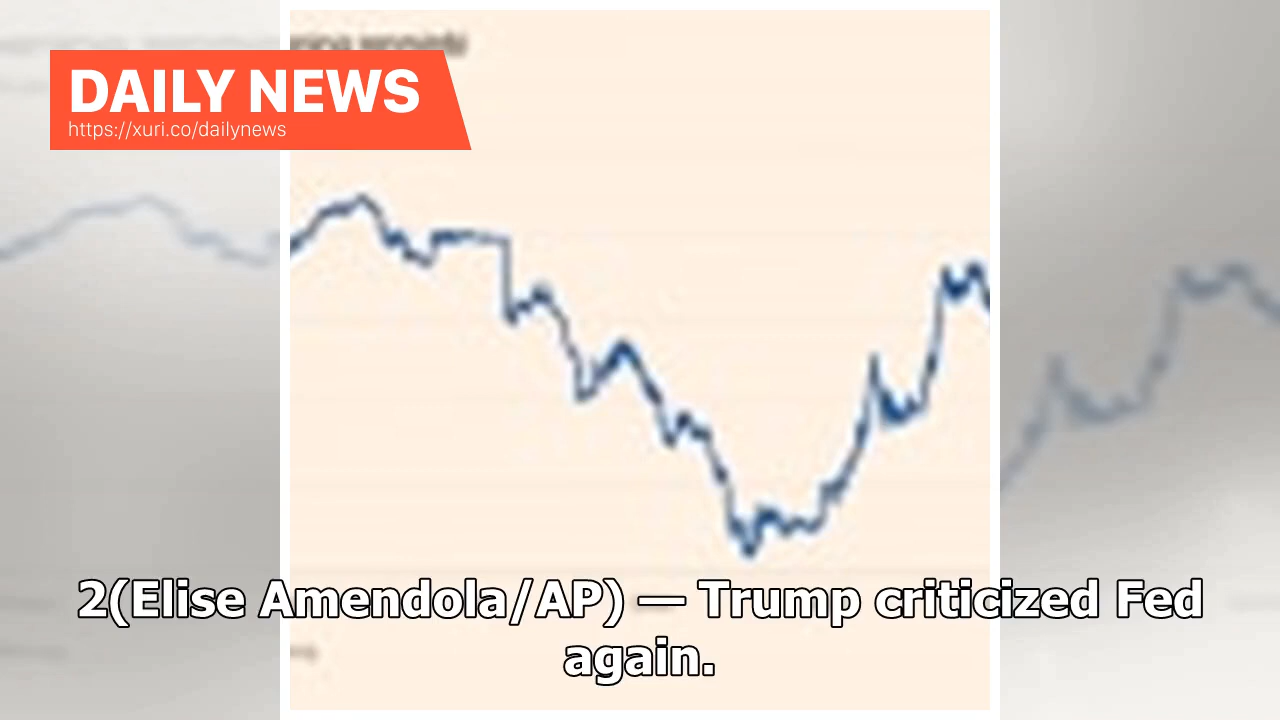 DAILY NEWS
https://xuri.co/dailynews
2(Elise Amendola/AP) — Trump criticized Fed
again.